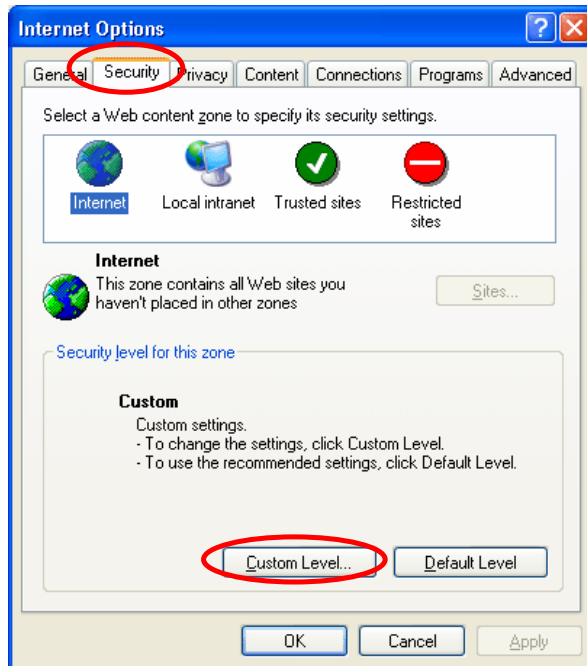 Internet Options
General Security Privacy Content Connections Programs Advanced
Select a Web content zone to specify its security settings.
Internet Local intranet Trusted sites Restricted
sites
Internet
This zone contains all Web sites you
haven't placed in other zones
Sites...
Security level for this zone
Custom
Custom settings.
- To change the settings, click Custom Level.
- To use the recommended settings, click Default Level.
Custom Level... Default Level
OK Cancel Apply